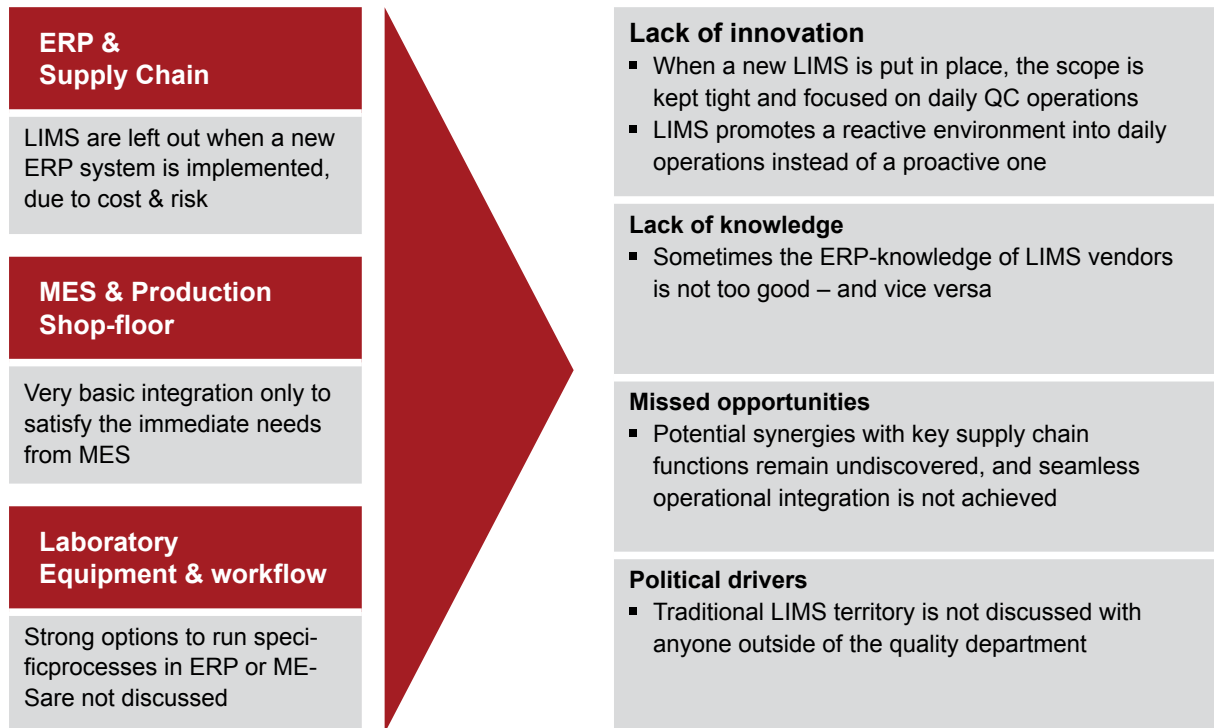 ERP &
Supply Chain
LIMS are left out when a new
ERP system is implemented,
due to cost & risk
MES & Production
Shop-floor
Very basic integration only to
satisfy the immediate needs
from MES
Laboratory
Equipment & workflow
Strong options to run speci-
ficprocesses in ERP or ME-
Sare not discussed
Lack of innovation
▪ When a new LIMS is put in place, the scope is
kept tight and focused on daily QC operations
▪ LIMS promotes a reactive environment into daily
operations instead of a proactive one
Lack of knowledge
▪ Sometimes the ERP-knowledge of LIMS vendors
is not too good – and vice versa
Missed opportunities
▪ Potential synergies with key supply chain
functions remain undiscovered, and seamless
operational integration is not achieved
Political drivers
▪ Traditional LIMS territory is not discussed with
anyone outside of the quality department